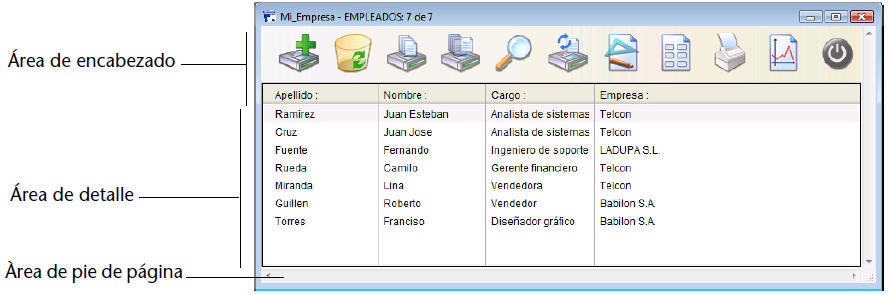 Mi_Empresa - EMPLEADOS: 7 de 7
Área de encabezado
Apellido : Nombre : Cargo : Empresa :
Ramirez Juan Esteban Analista de sistemas Telcon
Cruz Juan Jose Analista de sistemas Telcon
Fuente Fernando Ingeniero de soporte LADUPA S.L.
Rueda Camilo Gerente financiero Telcon
Área de detalle
Miranda Lina Vendedora Telcon
Guillen Roberto Vendedor Babilon S.A.
Torres Franciso Diseñador gráfico Babilon S.A.
Àrea de pie de página